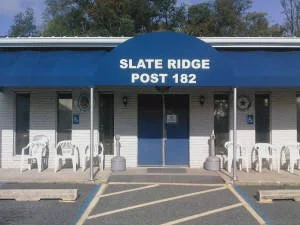 SLATE RIDGE
POST 182